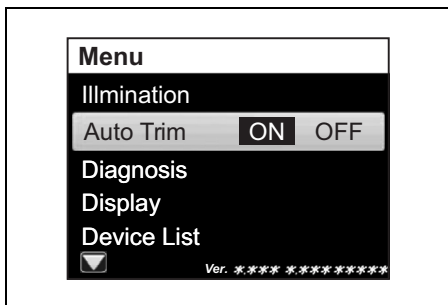 Menu
Illmination
Auto Trim ON OFF
Diagnosis
Display
Device List
Ver. *.*** *.*********